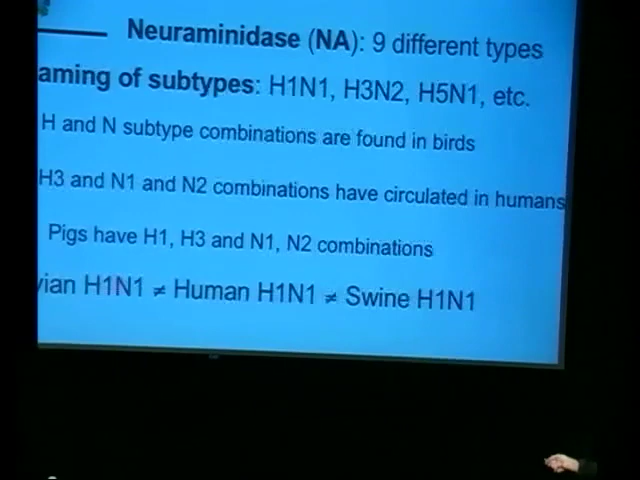 Neuraminidase (NA): 9 different types
aming of subtypes: H1N1, H3N2, H5N1, etc.
H and N subtype combinations are found in birds
H3 and N1 and N2 combinations have circulated in humans
Pigs have H1, H3 and N1, N2 combinations
vian H1N1 ≠ Human H1N1 ≠ Swine H1N1